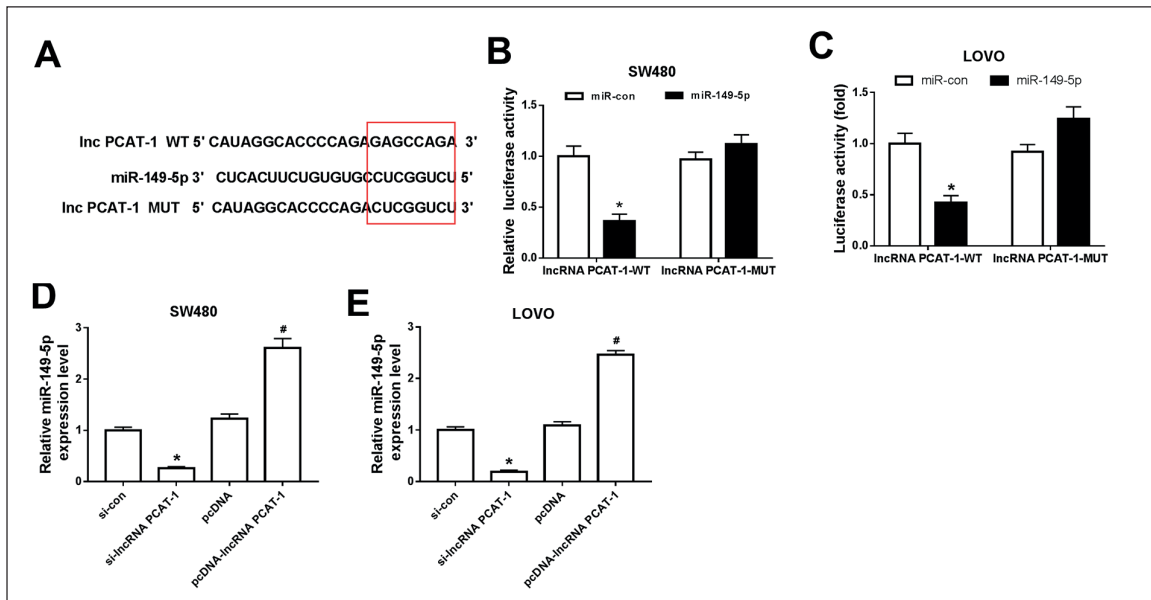 A
lnc PCAT-1 WT 5' CAUAGGCACCCCAGAGAGCCAGA 3'
miR-149-5p 3' CUCACUUCUGUGUGCCUCGGUCU 5'
lnc PCAT-1 MUT 5' CAUAGGCACCCCAGACUCGGUCU 3'
B
SW480
miR-con miR-149-5p
Relative luciferase activity
1.5
1.0
0.5
0.0
*
lncRNA PCAT-1-WT lncRNA PCAT-1-MUT
C
LOVO
miR-con miR-149-5p
Luciferase activity (fold)
1.5
1.0
0.5
0.0
*
lncRNA PCAT-1-WT lncRNA PCAT-1-MUT
D
SW480
Relative miR-149-5p
expression level
3
2
1
0
*
#
si-con
si-lncRNA PCAT-1
pcDNA
pcDNA-lncRNA PCAT-1
E
LOVO
Relative miR-149-5p
expression level
3
2
1
0
*
#
si-con
si-lncRNA PCAT-1
pcDNA
pcDNA-lncRNA PCAT-1